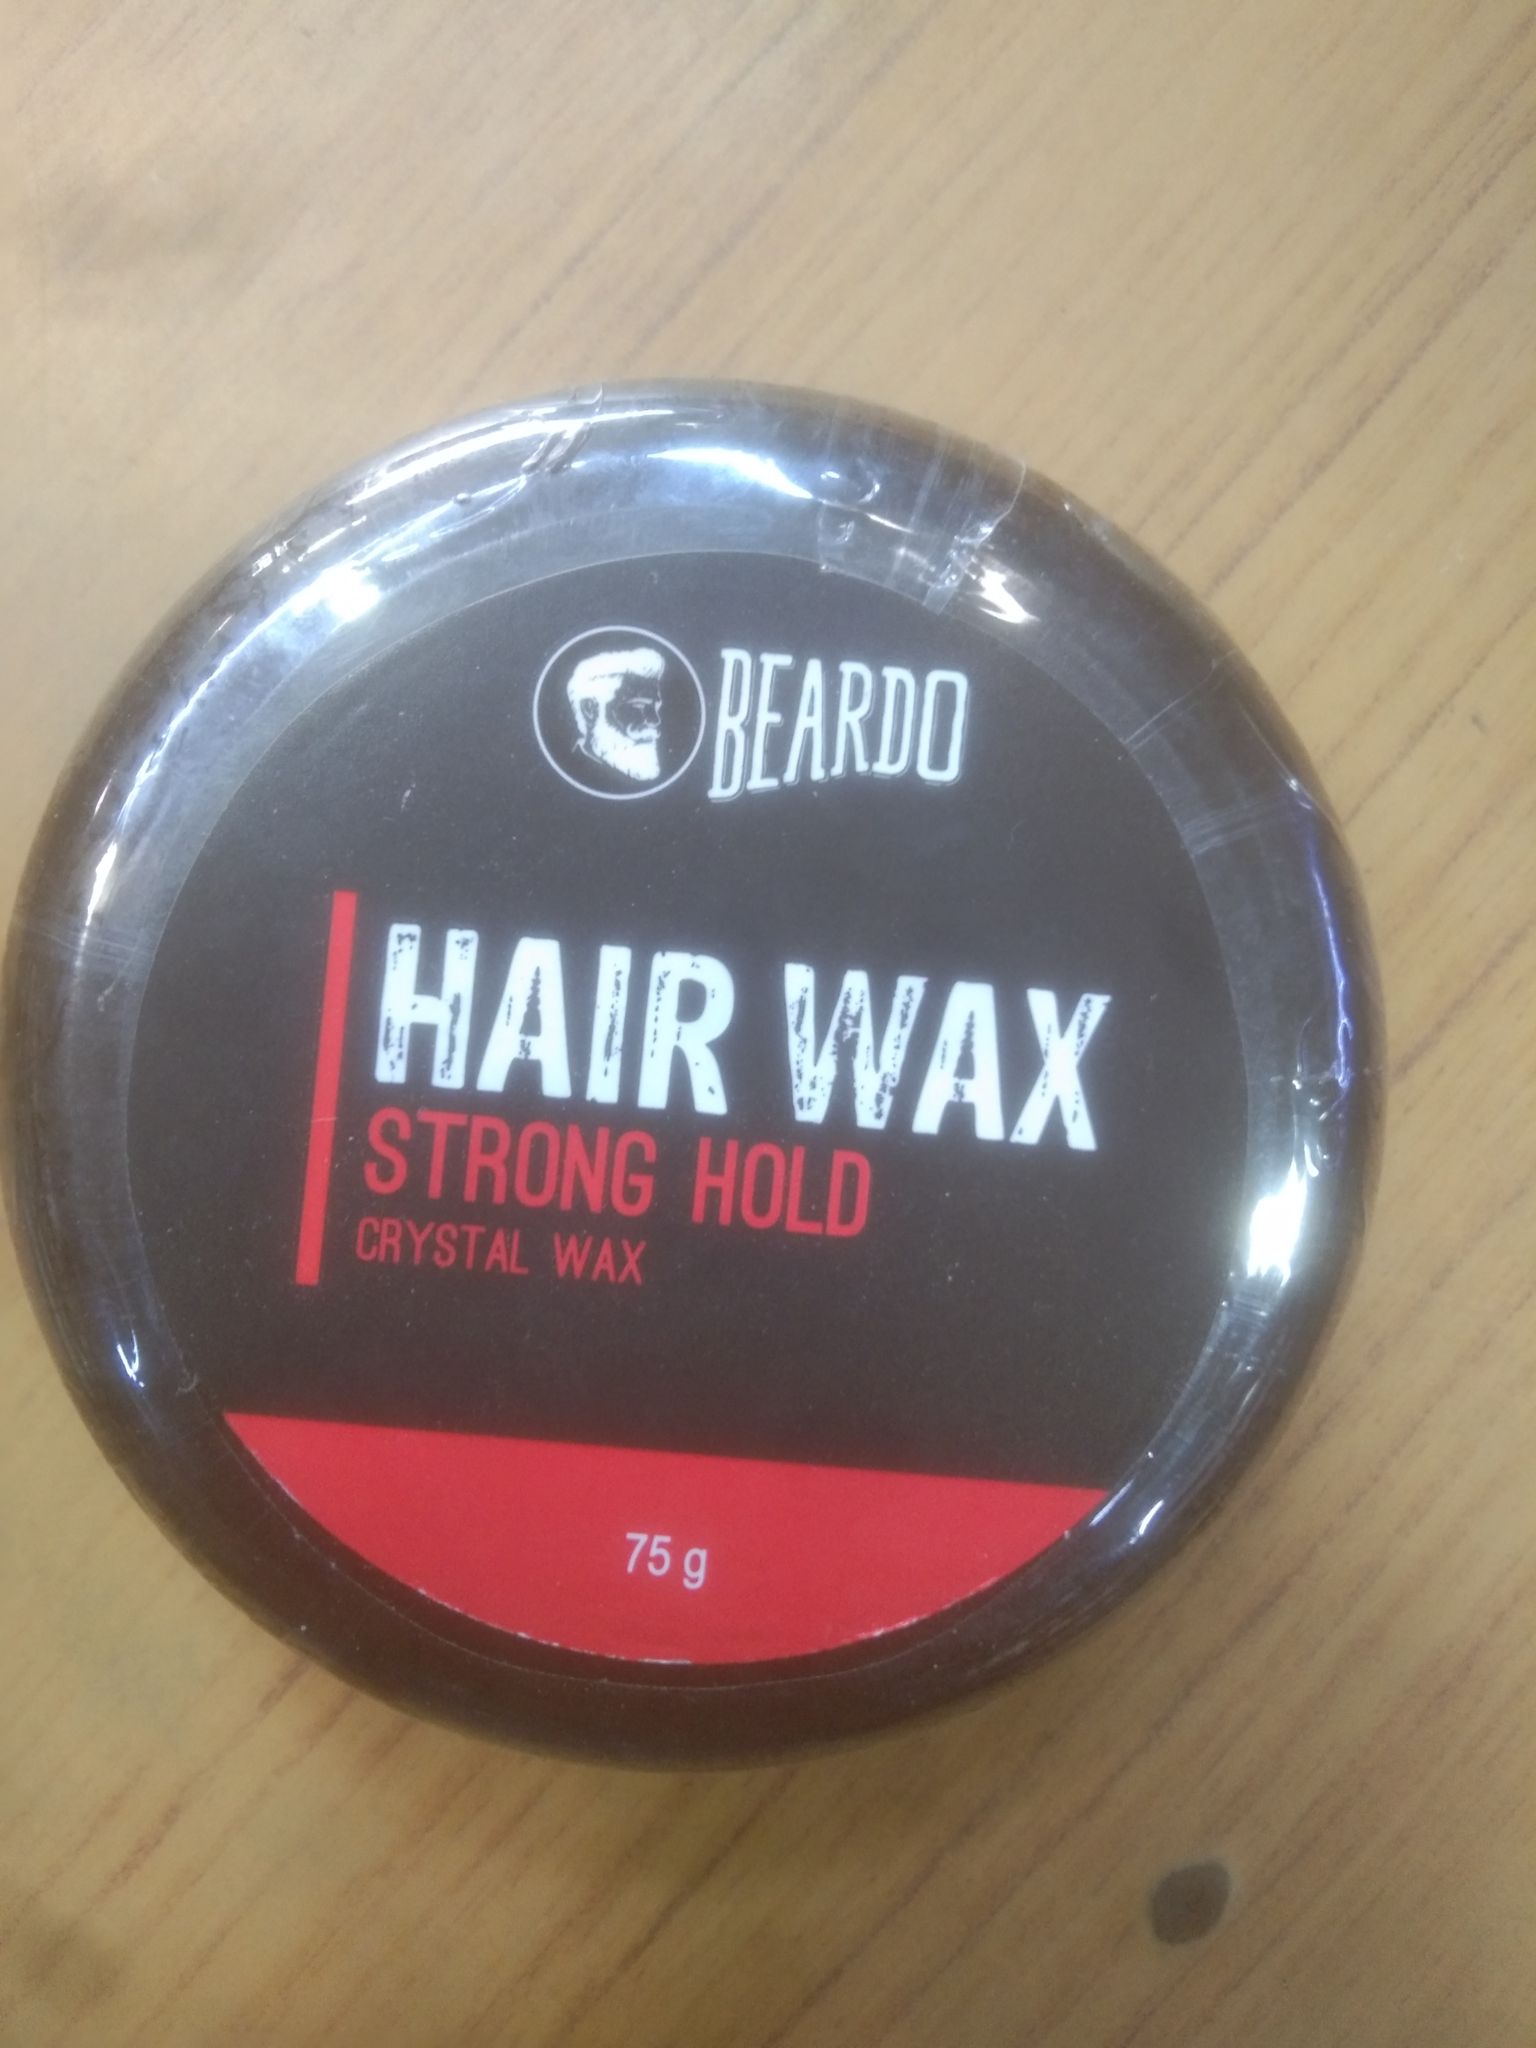 BEARDO
HAIR WAX
STRONG HOLD
CRYSTAL WAX
75 g